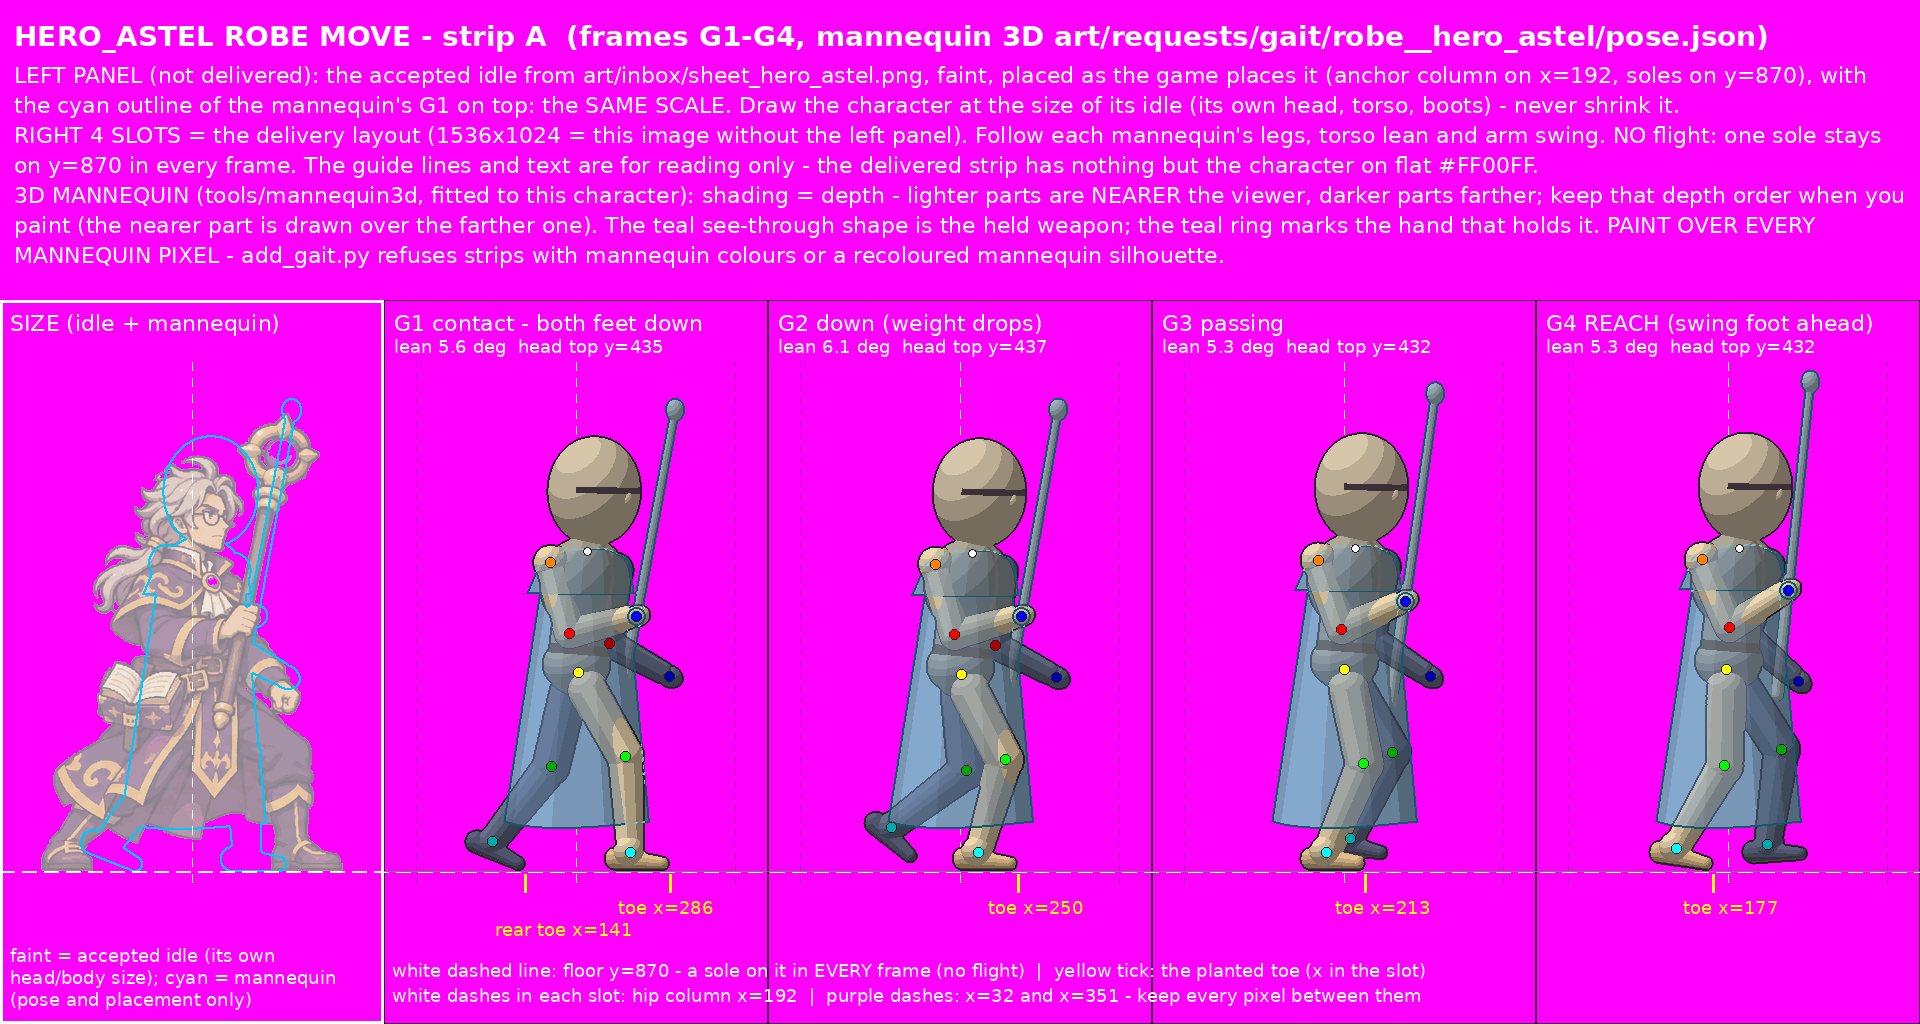 HERO_ASTEL ROBE MOVE - strip A  (frames G1-G4, mannequin 3D art/requests/gait/robe__hero_astel/pose.json)
LEFT PANEL (not delivered): the accepted idle from art/inbox/sheet_hero_astel.png, faint, placed as the game places it (anchor column on x=192, soles on y=870), with
the cyan outline of the mannequin's G1 on top: the SAME SCALE. Draw the character at the size of its idle (its own head, torso, boots) - never shrink it.
RIGHT 4 SLOTS = the delivery layout (1536x1024 = this image without the left panel). Follow each mannequin's legs, torso lean and arm swing. NO flight: one sole stays
on y=870 in every frame. The guide lines and text are for reading only - the delivered strip has nothing but the character on flat #FF00FF.
3D MANNEQUIN (tools/mannequin3d, fitted to this character): shading = depth - lighter parts are NEARER the viewer, darker parts farther; keep that depth order when you
paint (the nearer part is drawn over the farther one). The teal see-through shape is the held weapon; the teal ring marks the hand that holds it. PAINT OVER EVERY
MANNEQUIN PIXEL - add_gait.py refuses strips with mannequin colours or a recoloured mannequin silhouette.
SIZE (idle + mannequin)
G1 contact - both feet down
lean 5.6 deg  head top y=435
G2 down (weight drops)
lean 6.1 deg  head top y=437
G3 passing
lean 5.3 deg  head top y=432
G4 REACH (swing foot ahead)
lean 5.3 deg  head top y=432
toe x=286
rear toe x=141
toe x=250
toe x=213
toe x=177
faint = accepted idle (its own
head/body size); cyan = mannequin
(pose and placement only)
white dashed line: floor y=870 - a sole on it in EVERY frame (no flight)  |  yellow tick: the planted toe (x in the slot)
white dashes in each slot: hip column x=192  |  purple dashes: x=32 and x=351 - keep every pixel between them